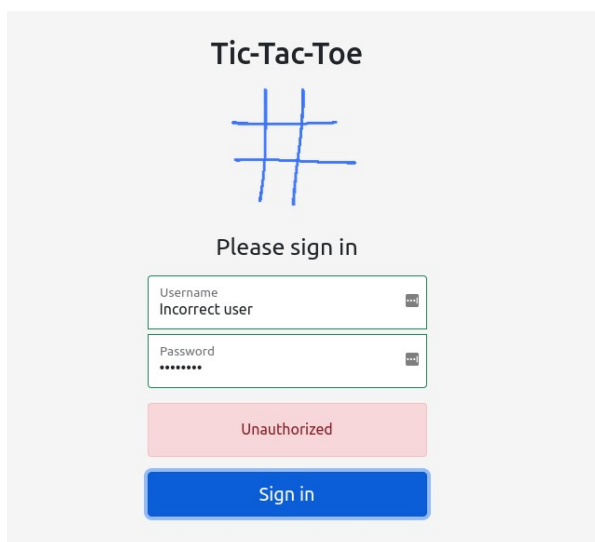 Tic-Tac-Toe
Please sign in
Username
Incorrect user
Password
••••••••
Unauthorized
Sign in